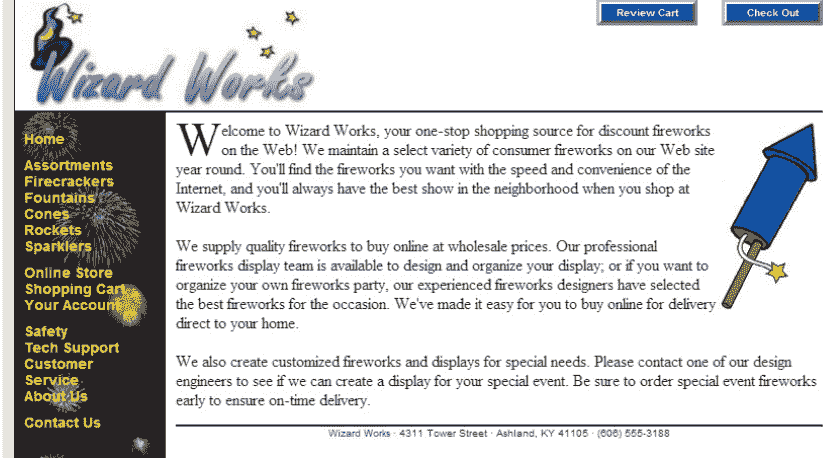 Review Cart
Check Out
Wizard Works
Home
Assortments
Firecrackers
Fountains
Cones
Rockets
Sparklers
Online Store
Shopping Cart
Your Account
Safety
Tech Support
Customer
Service
About Us
Contact Us
Welcome to Wizard Works, your one-stop shopping source for discount fireworks
on the Web! We maintain a select variety of consumer fireworks on our Web site
year round. You'll find the fireworks you want with the speed and convenience of the
Internet, and you'll always have the best show in the neighborhood when you shop at
Wizard Works.
We supply quality fireworks to buy online at wholesale prices. Our professional
fireworks display team is available to design and organize your display; or if you want to
organize your own fireworks party, our experienced fireworks designers have selected
the best fireworks for the occasion. We've made it easy for you to buy online for delivery
direct to your home.
We also create customized fireworks and displays for special needs. Please contact one of our design
engineers to see if we can create a display for your special event. Be sure to order special event fireworks
early to ensure on-time delivery.
Wizard Works · 4311 Tower Street · Ashland, KY 41105 · (606) 555-3188